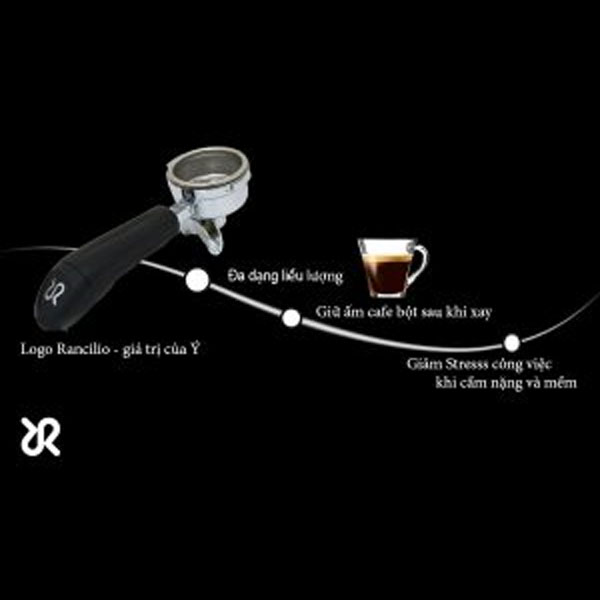 Đa dạng liều lượng
Giữ ấm cafe bột sau khi xay
Logo Rancilio - giá trị của Ý
Giảm Stresss công việc
khi cầm nặng và mềm